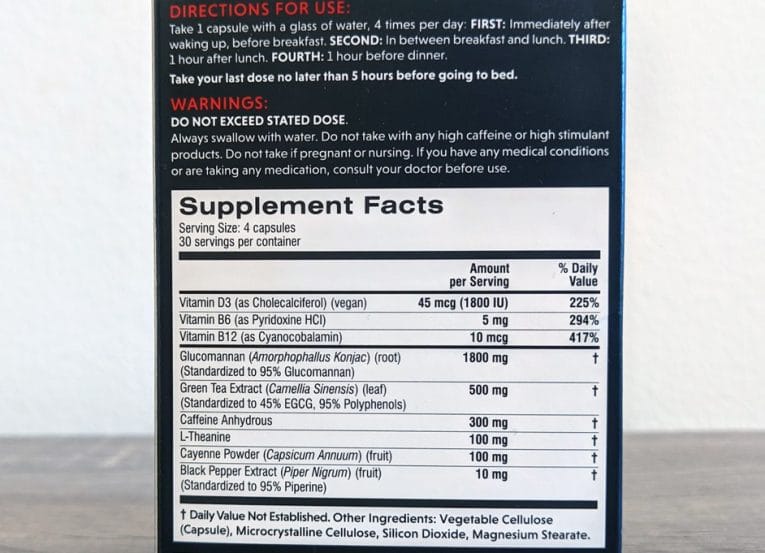 DIRECTIONS FOR USE:
Take 1 capsule with a glass of water, 4 times per day: FIRST: Immediately after
waking up, before breakfast. SECOND: In between breakfast and lunch. THIRD:
1 hour after lunch. FOURTH: 1 hour before dinner.
Take your last dose no later than 5 hours before going to bed.
WARNINGS:
DO NOT EXCEED STATED DOSE.
Always swallow with water. Do not take with any high caffeine or high stimulant
products. Do not take if pregnant or nursing. If you have any medical conditions
or are taking any medication, consult your doctor before use.
Supplement Facts
Serving Size: 4 capsules
30 servings per container
Amount % Daily
per Serving Value
Vitamin D3 (as Cholecalciferol) (vegan) 45 mcg (1800 IU) 225%
Vitamin B6 (as Pyridoxine HCl) 5 mg 294%
Vitamin B12 (as Cyanocobalamin) 10 mcg 417%
Glucomannan (Amorphophallus Konjac) (root) 1800 mg †
(Standardized to 95% Glucomannan)
Green Tea Extract (Camellia Sinensis) (leaf) 500 mg †
(Standardized to 45% EGCG, 95% Polyphenols)
Caffeine Anhydrous 300 mg †
L-Theanine 100 mg †
Cayenne Powder (Capsicum Annuum) (fruit) 100 mg †
Black Pepper Extract (Piper Nigrum) (fruit) 10 mg †
(Standardized to 95% Piperine)
† Daily Value Not Established. Other Ingredients: Vegetable Cellulose
(Capsule), Microcrystalline Cellulose, Silicon Dioxide, Magnesium Stearate.